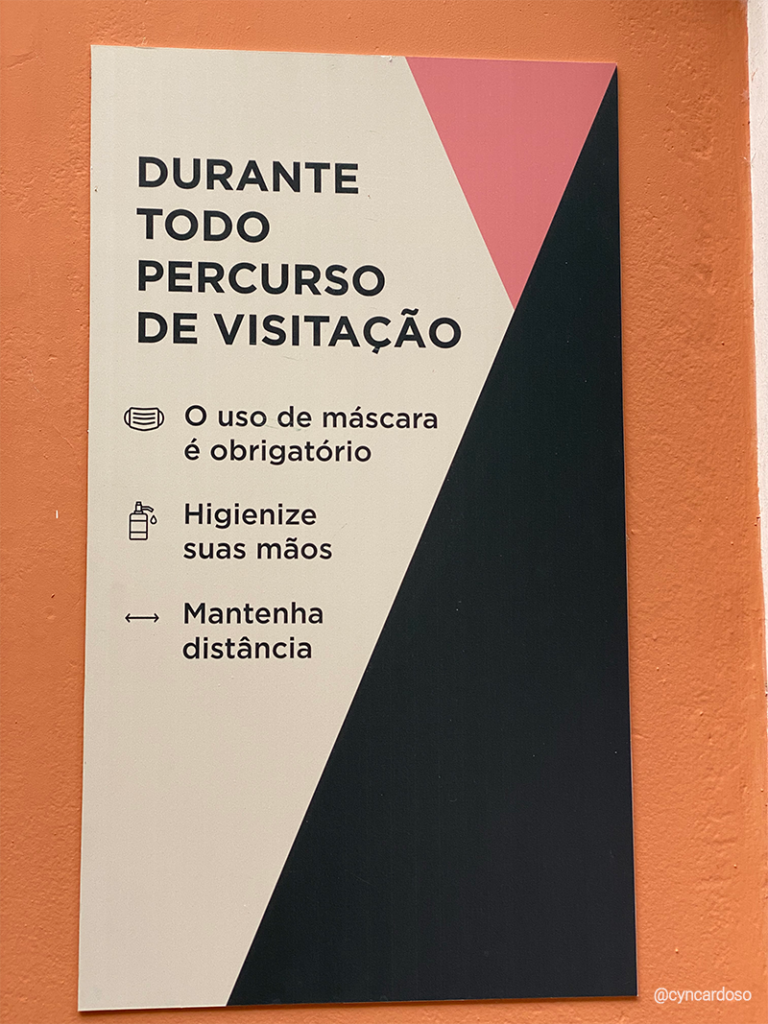 DURANTE
TODO
PERCURSO
DE VISITAÇÃO
O uso de máscara
é obrigatório
Higienize
suas mãos
Mantenha
distância
@cyncardoso